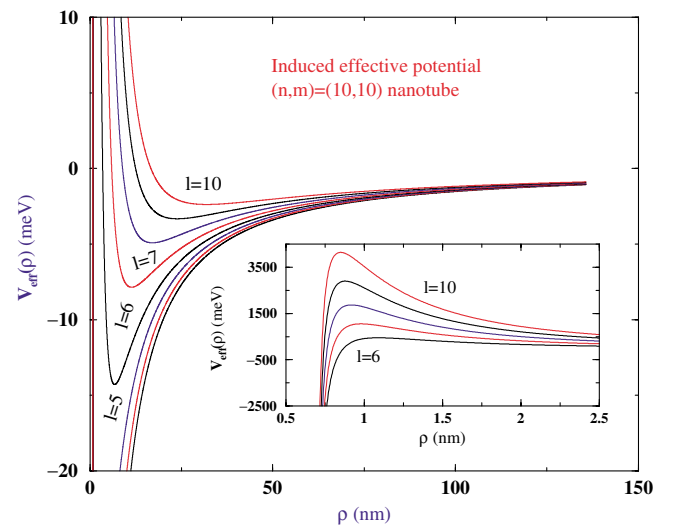 10
0
−10
−20
V_eff(ρ) (meV)
Induced effective potential
(n,m)=(10,10) nanotube
l=10
l=7
l=6
l=5
0
50
100
150
ρ (nm)
3500
1500
−500
−2500
V_eff(ρ) (meV)
l=10
l=6
0.5
1
1.5
2
2.5
ρ (nm)